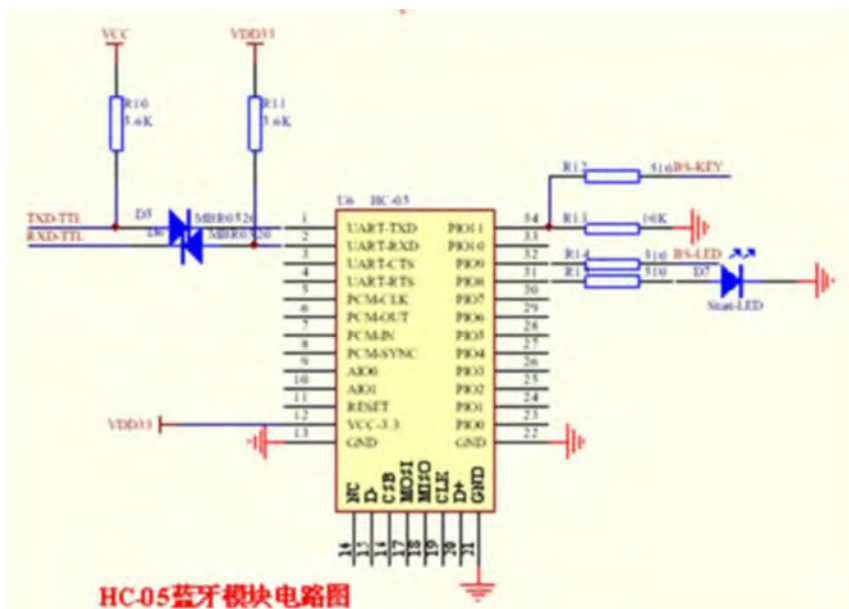 VCC VDD33
R10 R11
5.6K 5.6K
R12 510 BS-KEY
U6 HC-05
TXD-TTL D5 MBR0520 1 UART-TXD PIO11 34 R13 10K
RXD-TTL D6 MBR0520 2 UART-RXD PIO10 33
3 UART-CTS PIO9 32 R14 510 BS-LED
4 UART-RTS PIO8 31 R15 510 D7
5 PCM-CLK PIO7 30 Start-LED
6 PCM-OUT PIO6 29
7 PCM-IN PIO5 28
8 PCM-SYNC PIO4 27
9 AIO0 PIO3 26
10 AIO1 PIO2 25
11 RESET PIO1 24
VDD33 12 VCC-3.3 PIO0 23
13 GND GND 22
NC D- CSB MOSI MISO CLK D+ GND
14 15 16 17 18 19 20 21
HC-05蓝牙模块电路图